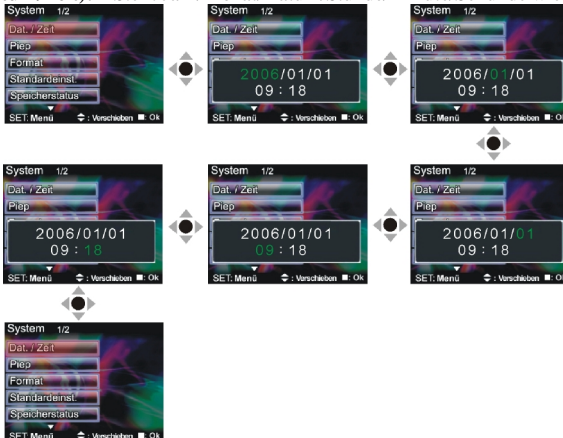 System 1/2
Dat. / Zeit
Piep
Format
Standardeinst.
Speicherstatus
SET: Menü : Verschieben : Ok
System 1/2
Dat. / Zeit
Piep
2006/01/01
09 : 18
SET: Menü : Verschieben : Ok
System 1/2
Dat. / Zeit
Piep
2006/01/01
09 : 18
SET: Menü : Verschieben
System 1/2
Dat. / Zeit
Piep
2006/01/01
09 : 18
SET: Menü : Verschieben : Ok
System 1/2
Dat. / Zeit
Piep
2006/01/01
09 : 18
SET: Menü : Verschieben : Ok
System 1/2
Dat. / Zeit
Piep
2006/01/01
09 : 18
SET: Menü : Verschieben
System 1/2
Dat. / Zeit
Piep
Format
Standardeinst.
Speicherstatus
SET: Menü : Verschieben : Ok